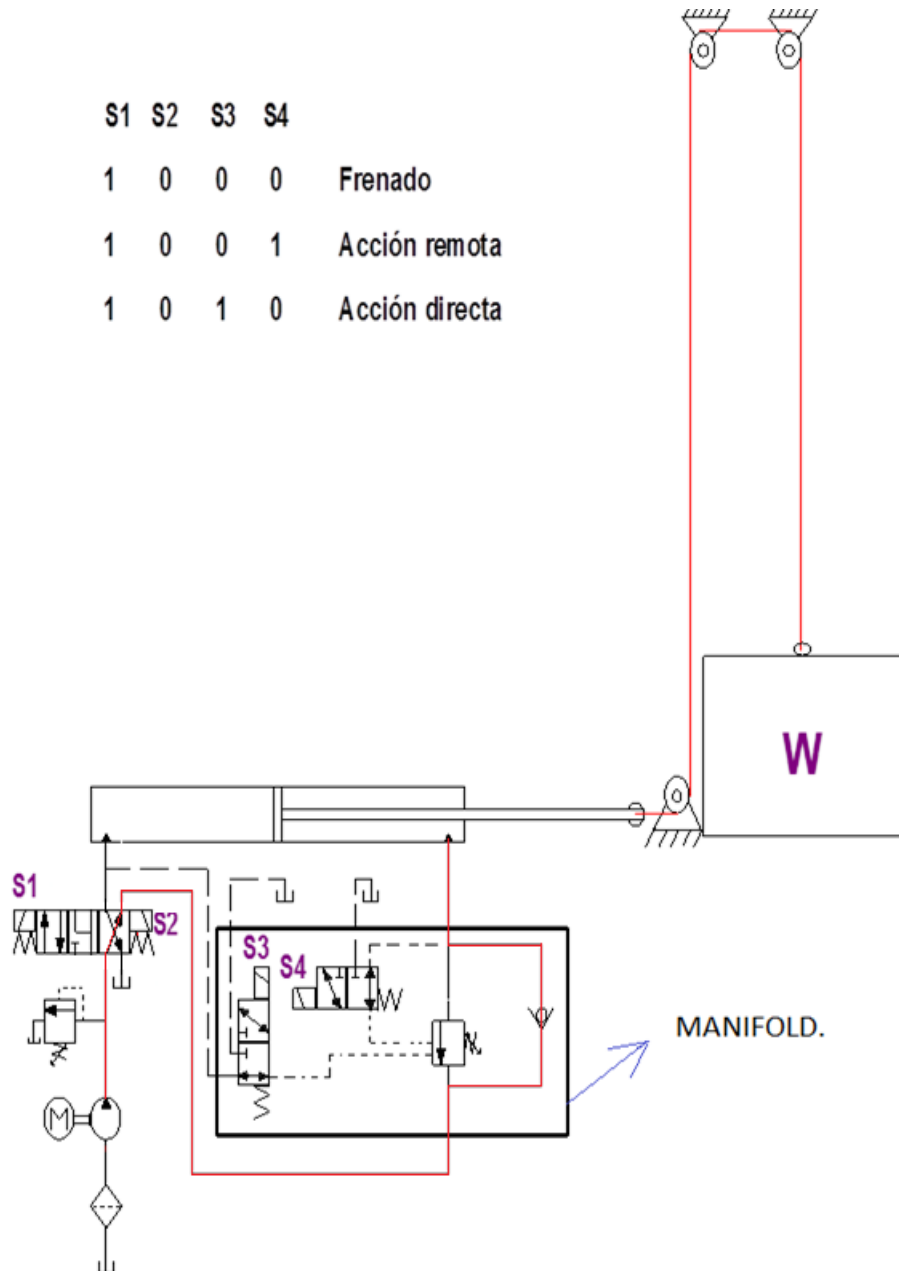 S1 S2 S3 S4
1 0 0 0 Frenado
1 0 0 1 Acción remota
1 0 1 0 Acción directa
W
S1
S2
S3
S4
MANIFOLD.
M